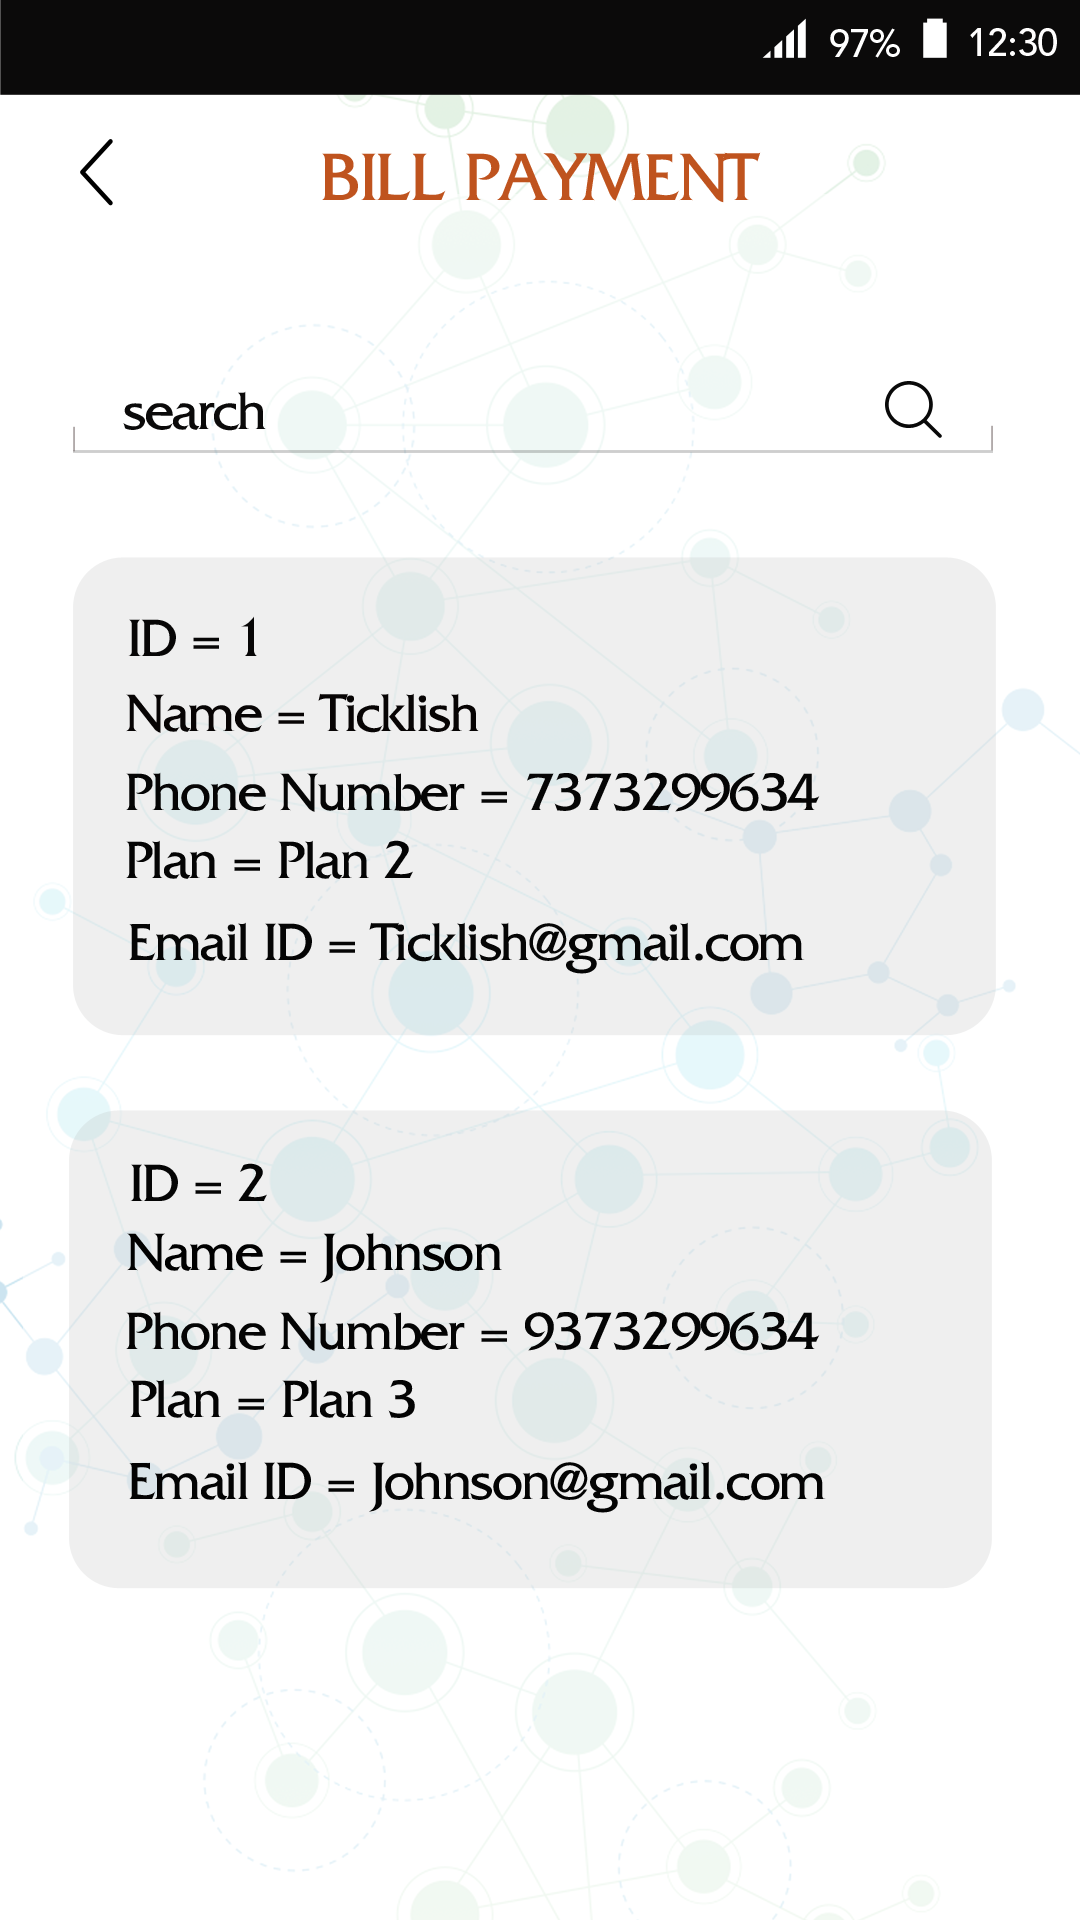 97% 12:30
BILL PAYMENT
search
ID = 1
Name = Ticklish
Phone Number = 7373299634
Plan = Plan 2
Email ID = Ticklish@gmail.com
ID = 2
Name = Johnson
Phone Number = 9373299634
Plan = Plan 3
Email ID = Johnson@gmail.com